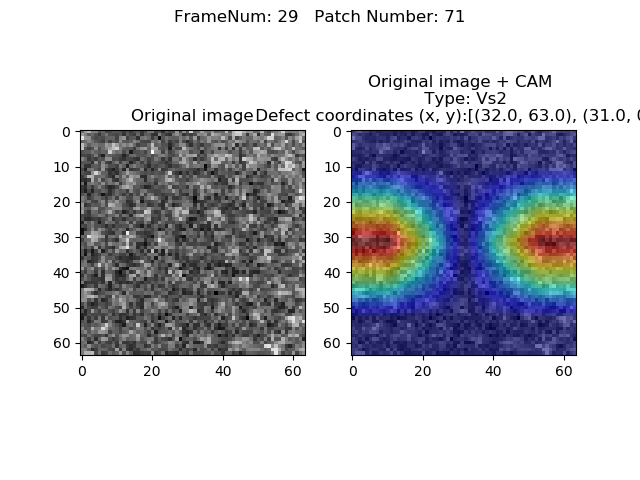 FrameNum: 29   Patch Number: 71
Original image + CAM
Type: Vs2
Original image
Defect coordinates (x, y):[(32.0, 63.0), (31.0, 0
0
10
20
30
40
50
60
0 20 40 60
0
10
20
30
40
50
60
0 20 40 60